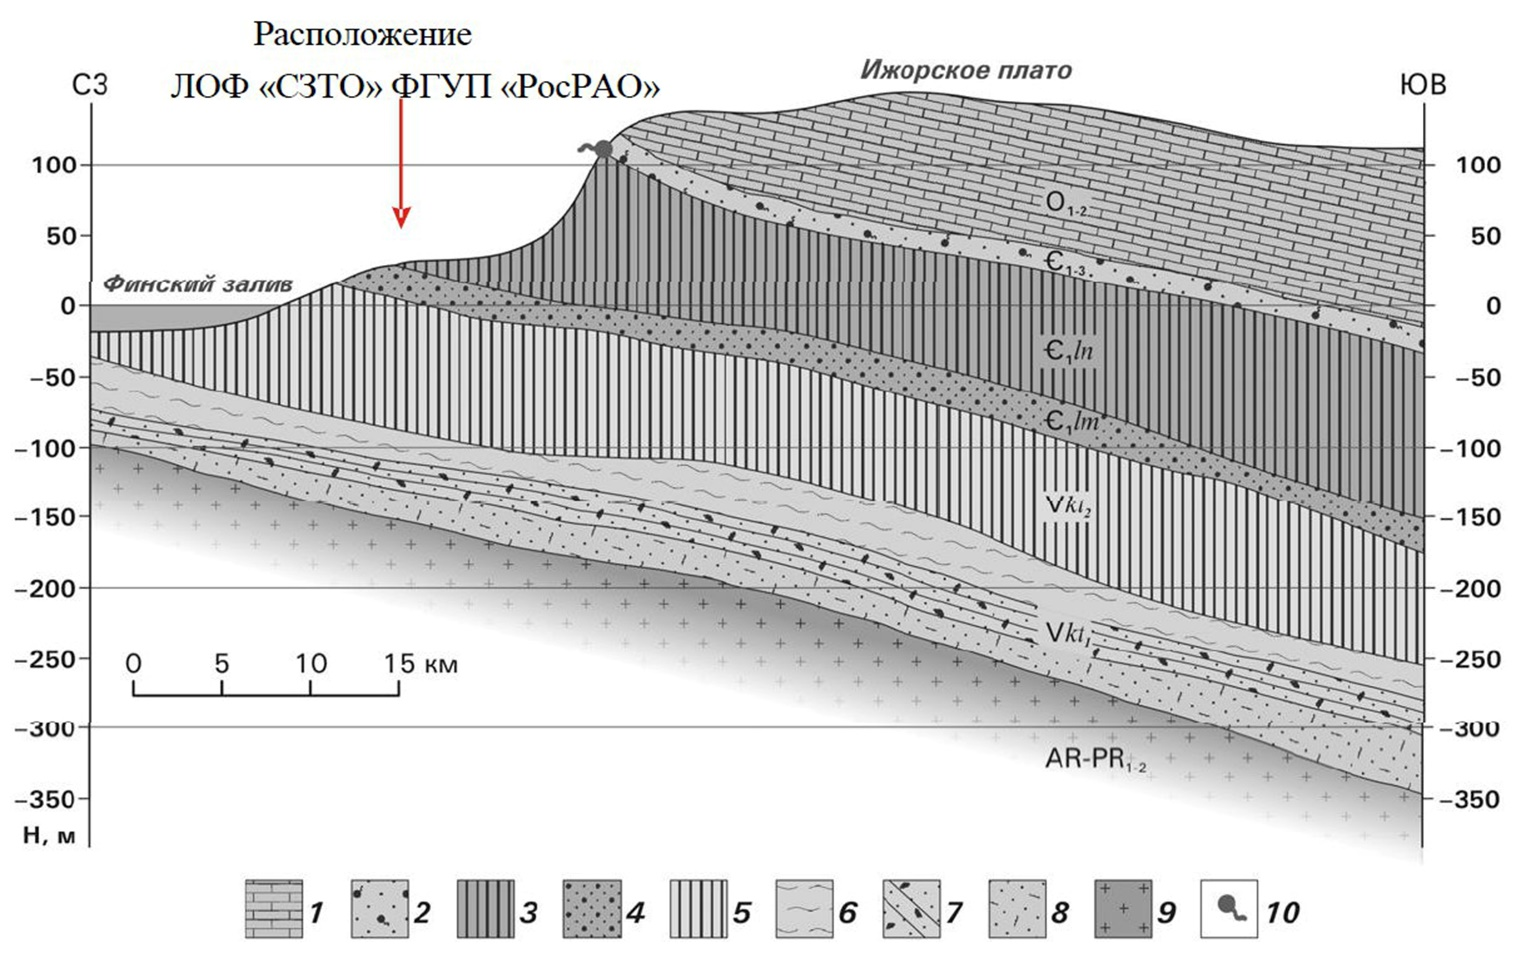 Расположение
ЛОФ «СЗТО» ФГУП «РосРАО»
СЗ
ЮВ
Ижорское плато
Финский залив
100
50
0
–50
–100
–150
–200
–250
–300
–350
Н, м
100
50
0
–50
–100
–150
–200
–250
–300
–350
O₁₋₂
Є₁₋₃
Є₁ln
Є₁lm
Vkt₂
Vkt₁
AR-PR₁₋₂
0 5 10 15 км
1 2 3 4 5 6 7 8 9 10